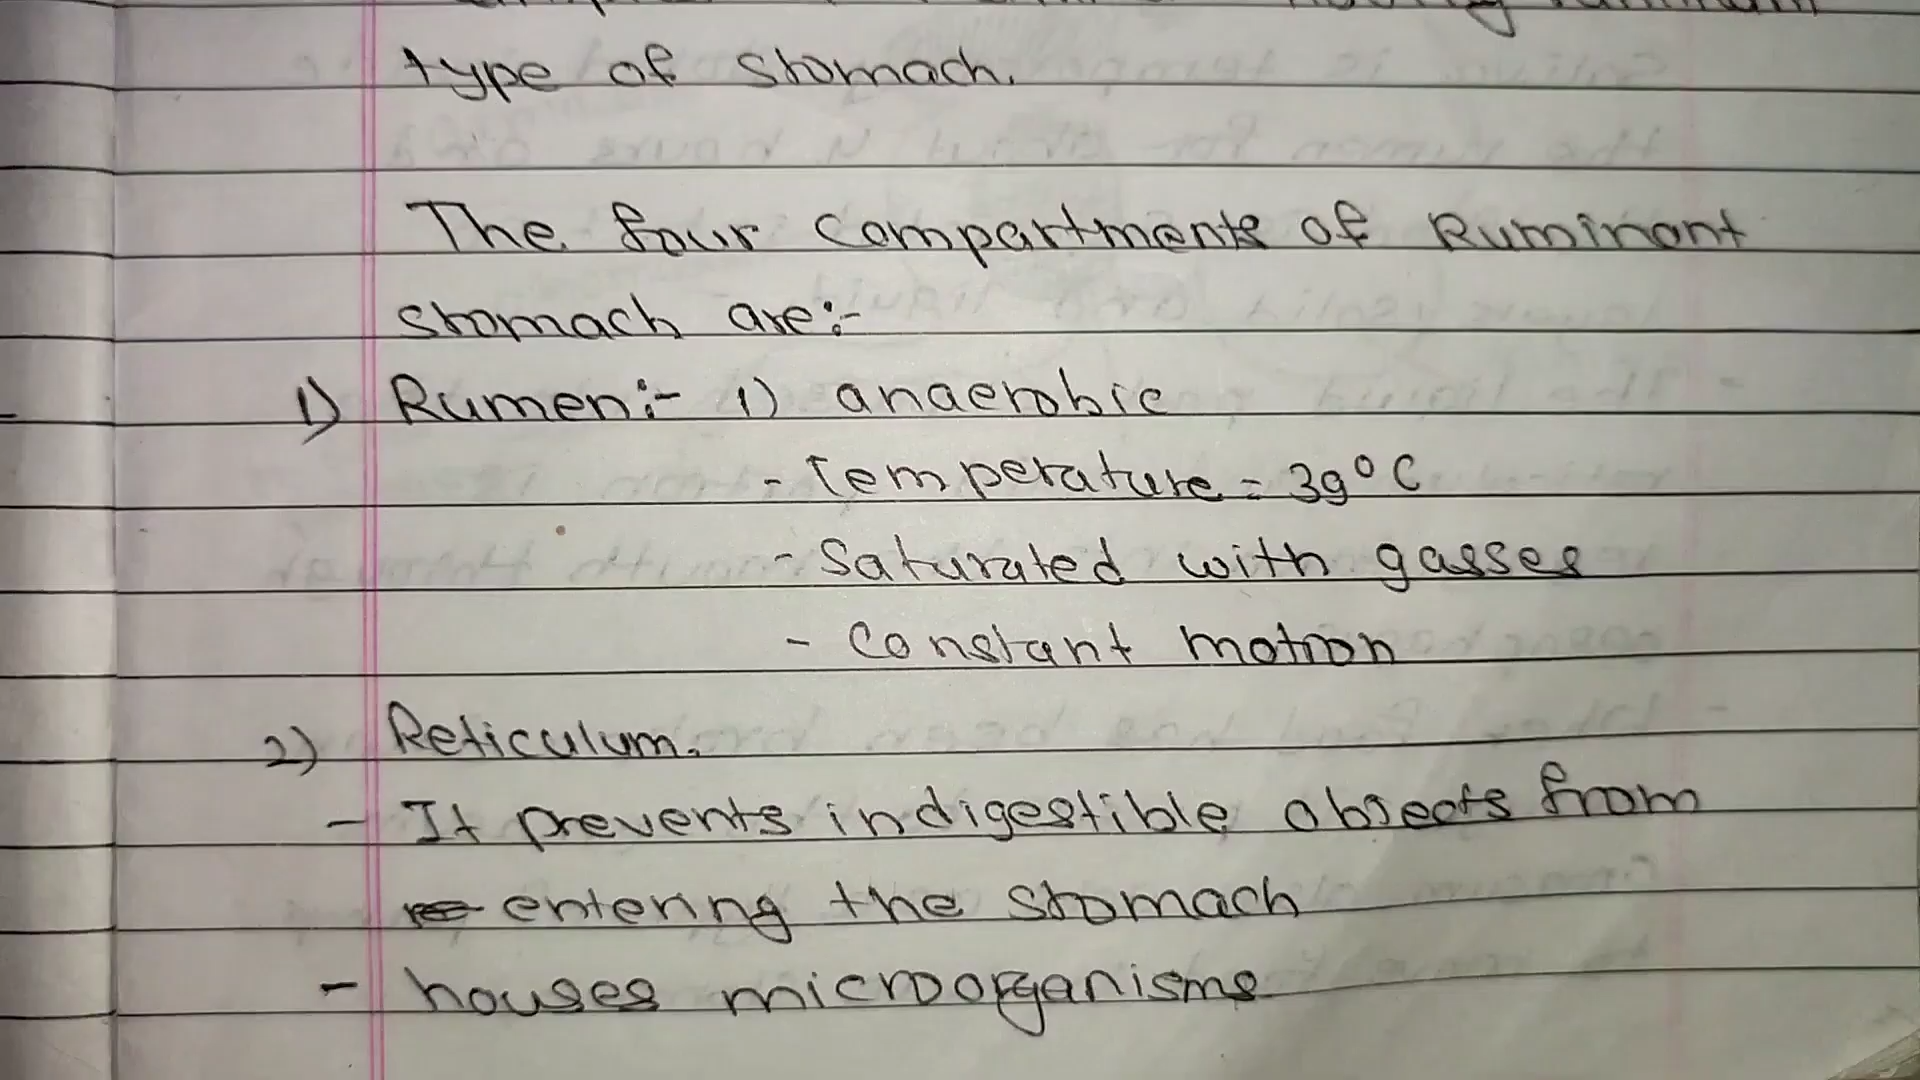 type of stomach.
The four compartments of Ruminant
stomach are:-
1) Rumen:- 1) anaerobic
- Temperature = 39°C
- Saturated with gasses
- Constant motion
2) Reticulum.
- It prevents indigestible objects from
entering the stomach
- houses microorganisms